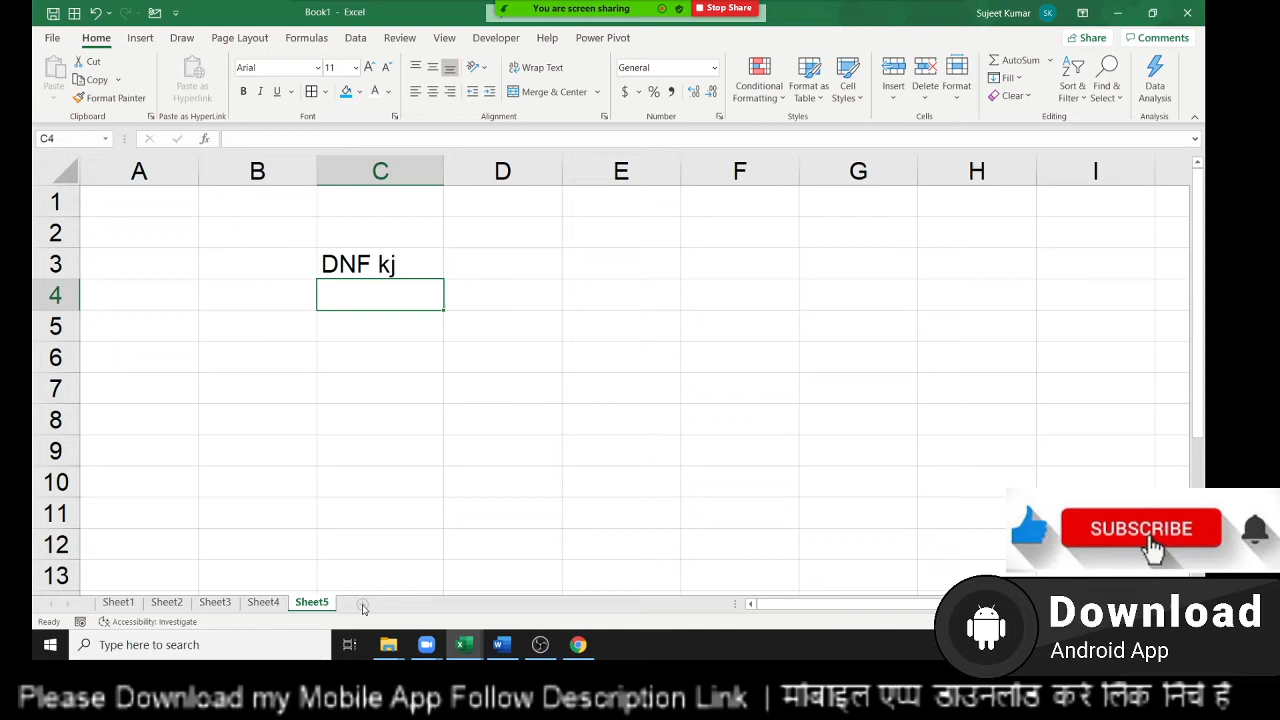 Book1 - Excel
You are screen sharing
Stop Share
Sujeet Kumar
SK
File Home Insert Draw Page Layout Formulas Data Review View Developer Help Power Pivot
Share
Comments
Paste
Cut
Copy
Format Painter
Paste as Hyperlink
Arial 11
B I U
Wrap Text
Merge & Center
General
Conditional Formatting
Format as Table
Cell Styles
Insert
Delete
Format
AutoSum
Fill
Clear
Sort & Filter
Find & Select
Data Analysis
Clipboard Paste as HyperLink Font Alignment Number Styles Cells Editing Analysis
C4
fx
A B C D E F G H I
1
2
3 DNF kj
4
5
6
7
8
9
10
11
12
13
SUBSCRIBE
Sheet1 Sheet2 Sheet3 Sheet4 Sheet5
Ready
Accessibility: Investigate
Type here to search
Download
Android App
Please Download my Mobile App Follow Description Link | मोबाइल एप्प डाउनलोड करे लिंक निचे है